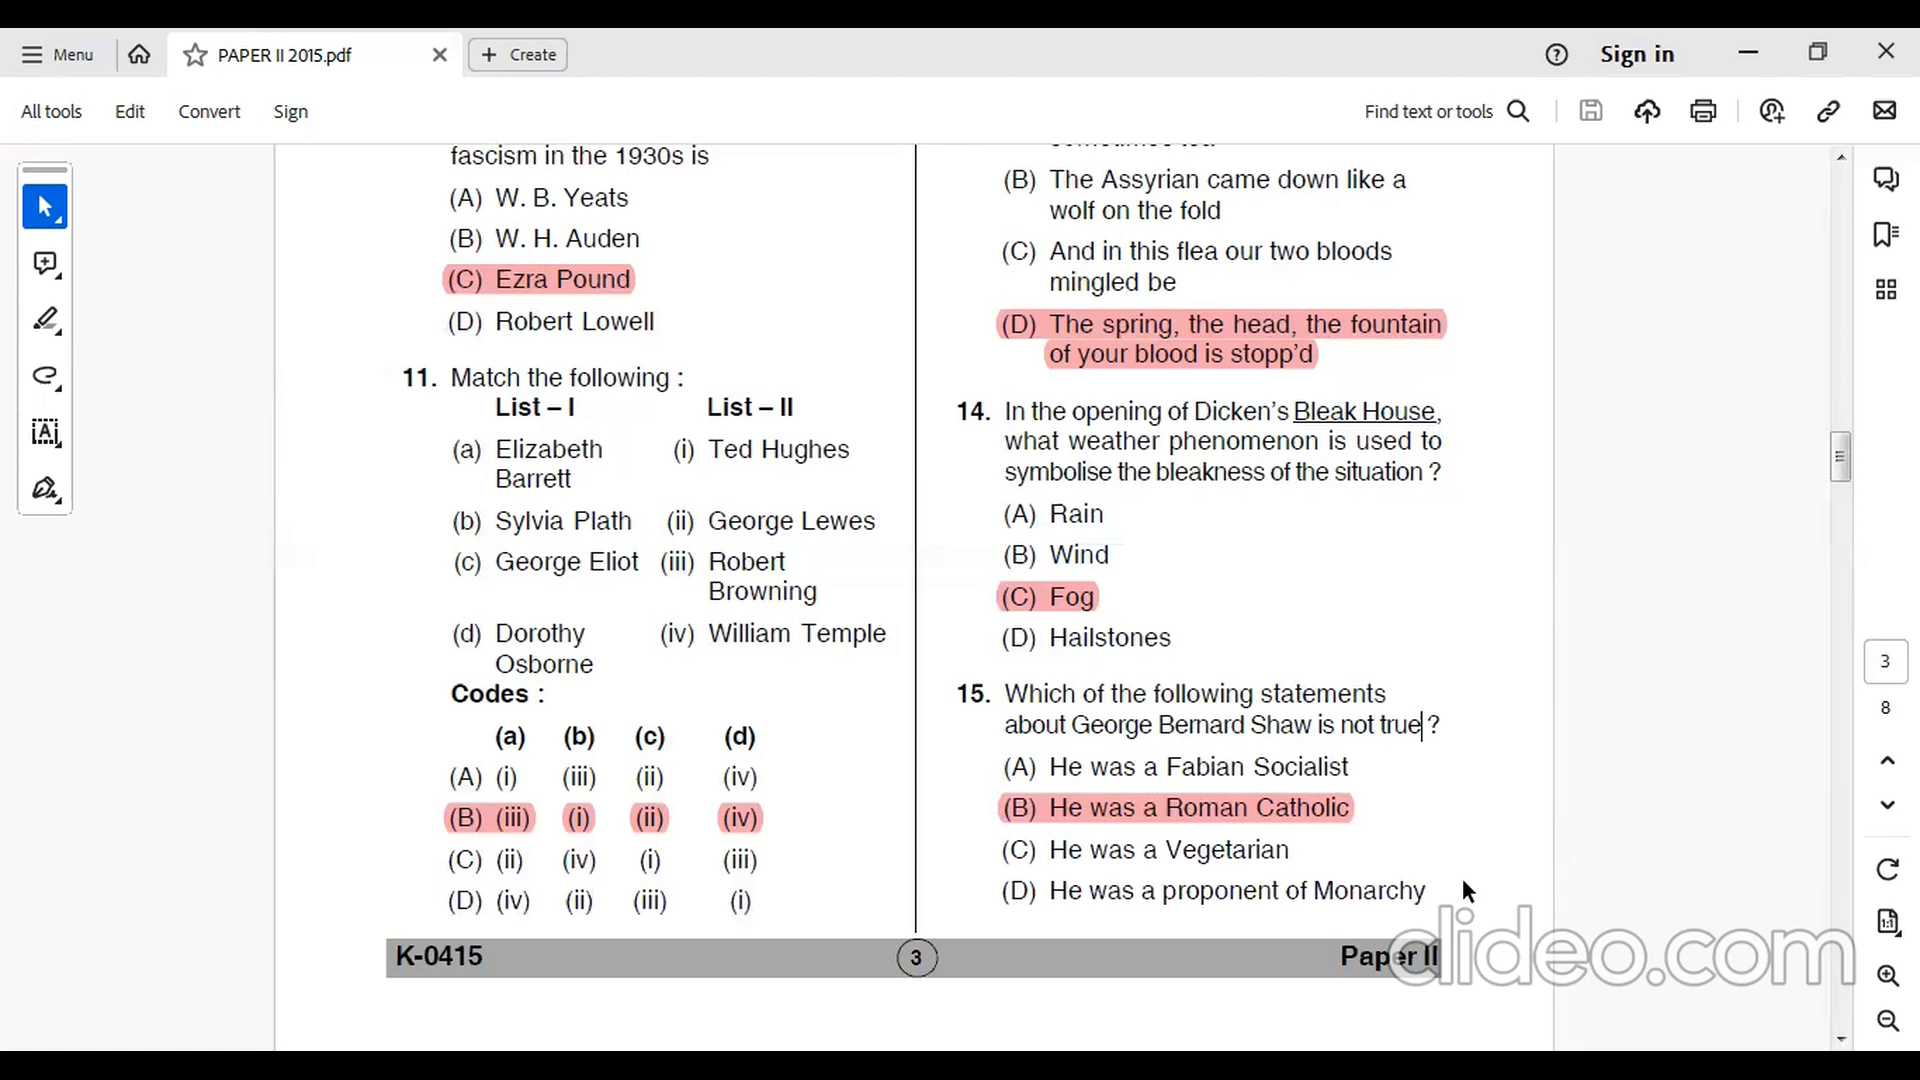 Menu
PAPER II 2015.pdf
Create
Sign in
All tools
Edit
Convert
Sign
Find text or tools
fascism in the 1930s is
(A) W. B. Yeats
(B) W. H. Auden
(C) Ezra Pound
(D) Robert Lowell
11. Match the following :
List – I List – II
(a) Elizabeth (i) Ted Hughes
Barrett
(b) Sylvia Plath (ii) George Lewes
(c) George Eliot (iii) Robert
Browning
(d) Dorothy (iv) William Temple
Osborne
Codes :
(a) (b) (c) (d)
(A) (i) (iii) (ii) (iv)
(B) (iii) (i) (ii) (iv)
(C) (ii) (iv) (i) (iii)
(D) (iv) (ii) (iii) (i)
(B) The Assyrian came down like a
wolf on the fold
(C) And in this flea our two bloods
mingled be
(D) The spring, the head, the fountain
of your blood is stopp'd
14. In the opening of Dicken's Bleak House,
what weather phenomenon is used to
symbolise the bleakness of the situation ?
(A) Rain
(B) Wind
(C) Fog
(D) Hailstones
15. Which of the following statements
about George Bernard Shaw is not true ?
(A) He was a Fabian Socialist
(B) He was a Roman Catholic
(C) He was a Vegetarian
(D) He was a proponent of Monarchy
K-0415 3 Paper II
clideo.com
3
8
1:1